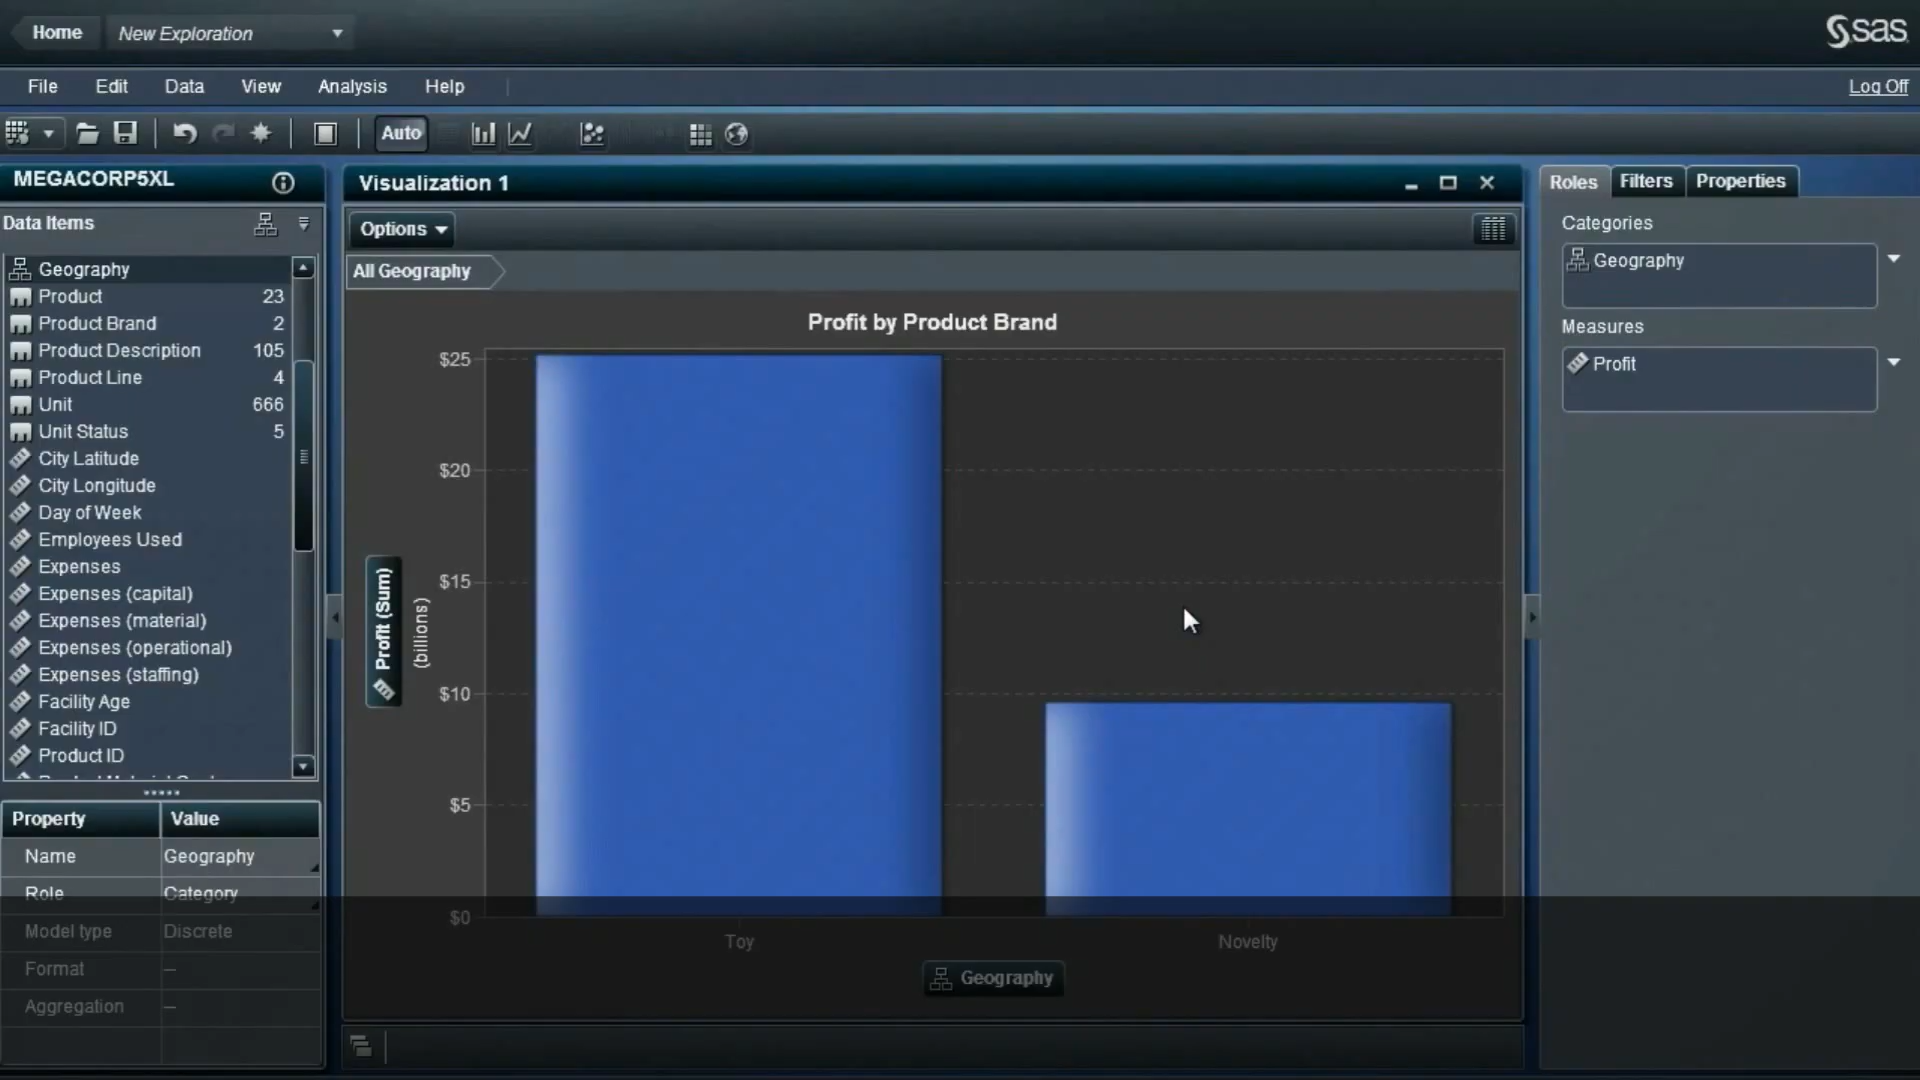 Home
New Exploration
sas
File Edit Data View Analysis Help
Log Off
Auto
MEGACORP5XL
Data Items
Geography
Product 23
Product Brand 2
Product Description 105
Product Line 4
Unit 666
Unit Status 5
City Latitude
City Longitude
Day of Week
Employees Used
Expenses
Expenses (capital)
Expenses (material)
Expenses (operational)
Expenses (staffing)
Facility Age
Facility ID
Product ID
Property Value
Name Geography
Role Category
Model type Discrete
Format —
Aggregation —
Visualization 1
Options
All Geography
Profit by Product Brand
$25
$20
$15
$10
$5
$0
Profit (Sum)
(billions)
Toy Novelty
Geography
Roles Filters Properties
Categories
Geography
Measures
Profit